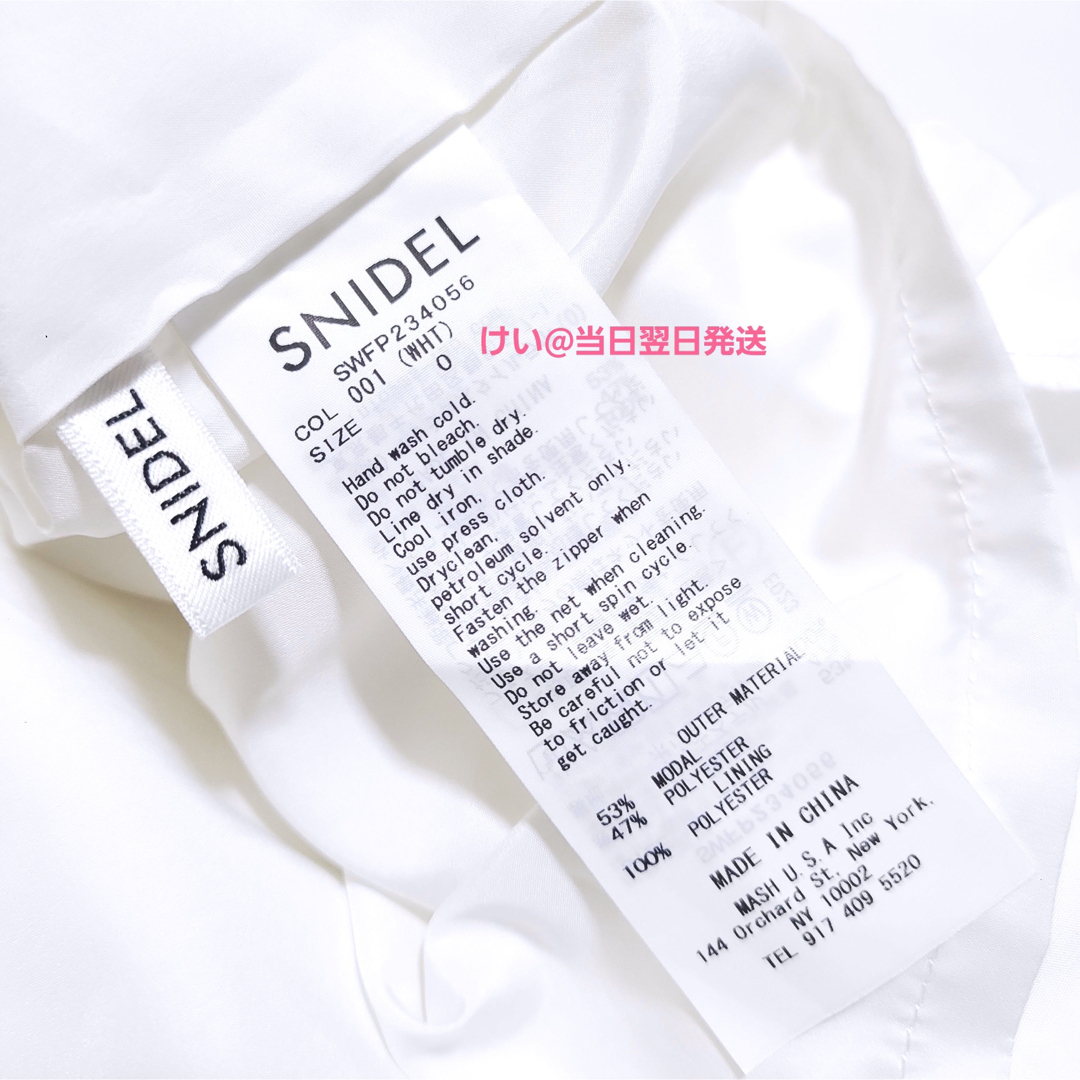 SNIDEL
SWFP234056
COL 001 (WHT)
SIZE 0
けい@当日翌日発送
Hand wash cold.
Do not bleach.
Do not tumble dry.
Line dry in shade.
Cool iron,
use press cloth.
Dryclean,
petroleum solvent only.
short cycle.
Fasten the zipper when
washing.
Use the net when cleaning.
Use a short spin cycle.
Do not leave wet.
Store away from light.
Be careful not to expose
to friction or let it
get caught.
OUTER MATERIAL
53% MODAL
47% POLYESTER
LINING
100% POLYESTER
MADE IN CHINA
MASH U.S.A Inc
144 Orchard St, New York,
NY 10002
TEL 917 409 5520
SNIDEL